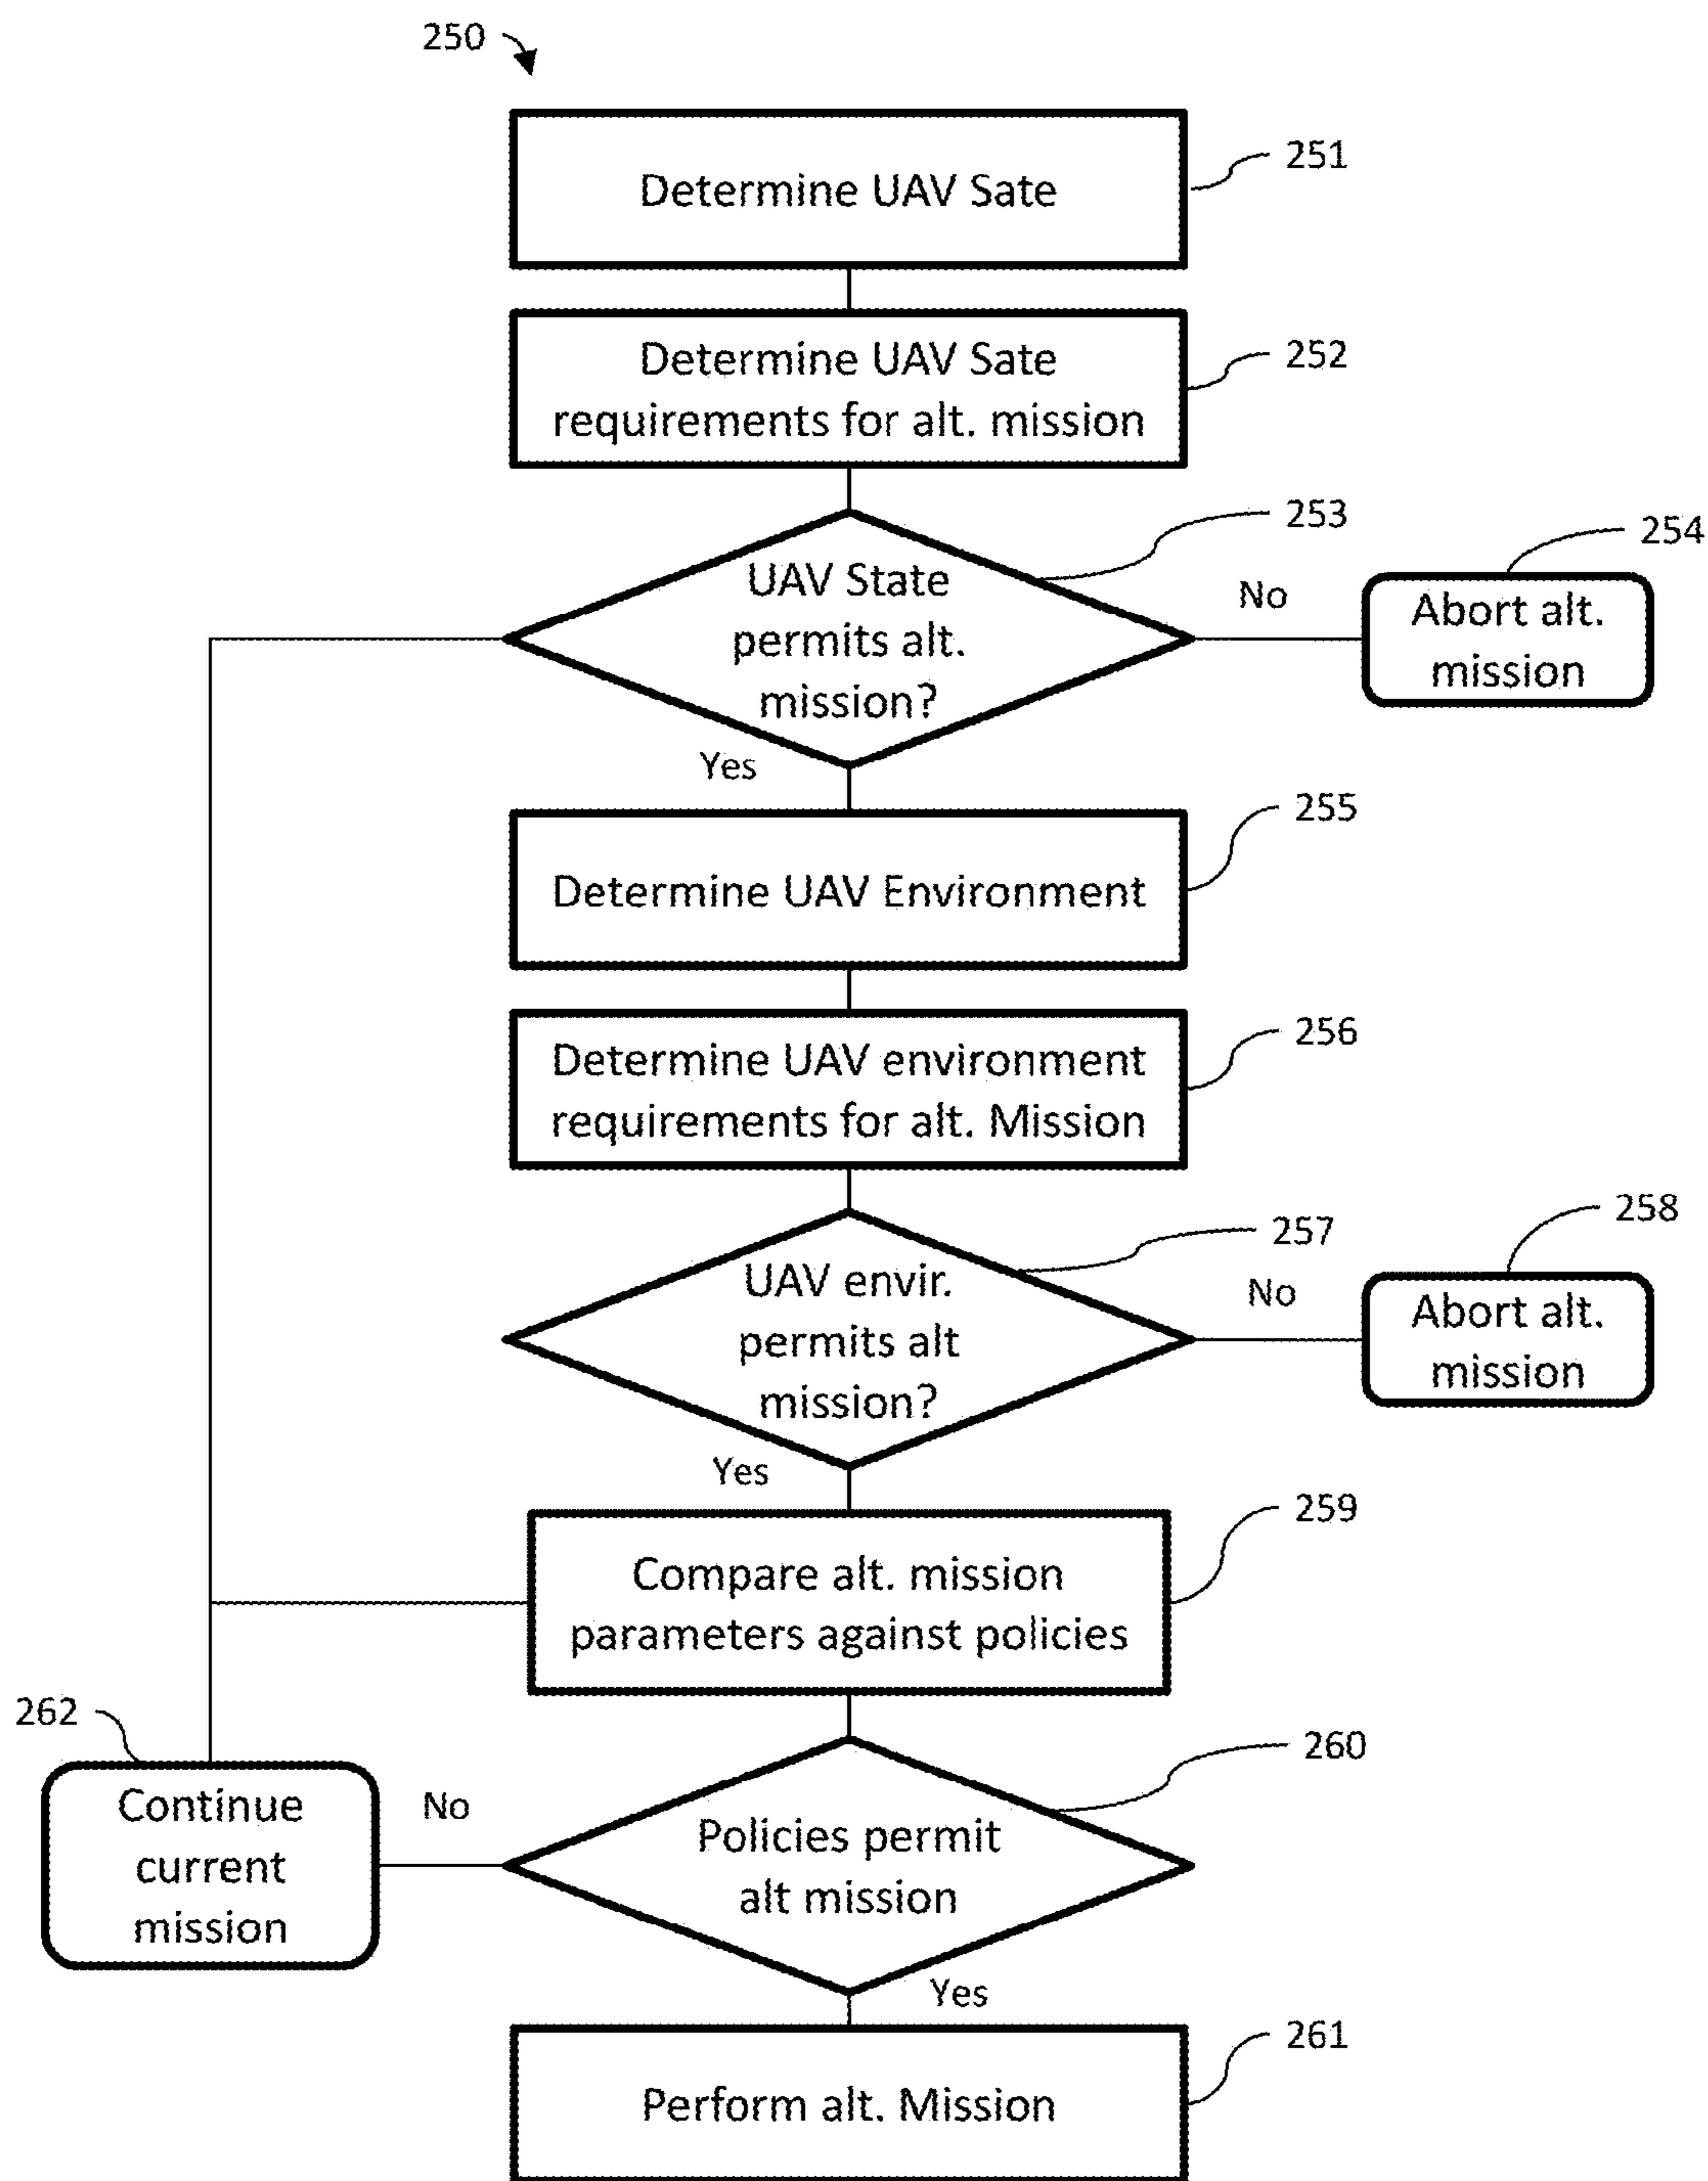 250
Determine UAV Sate
251
Determine UAV Sate
requirements for alt. mission
252
253
254
UAV State
permits alt.
mission?
No
Abort alt.
mission
Yes
255
Determine UAV Environment
256
Determine UAV environment
requirements for alt. Mission
257
258
UAV envir.
permits alt
mission?
No
Abort alt.
mission
Yes
259
Compare alt. mission
parameters against policies
262
260
Continue
current
mission
No
Policies permit
alt mission
Yes
261
Perform alt. Mission